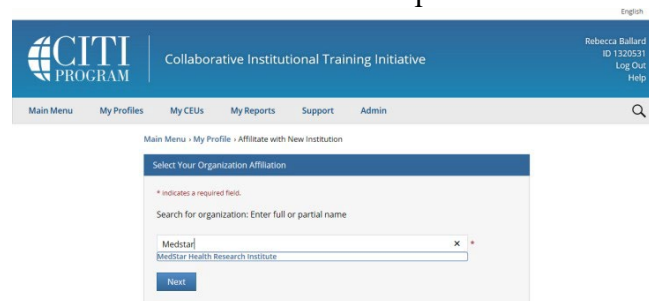 English
CITI
PROGRAM
Collaborative Institutional Training Initiative
Rebecca Ballard
ID 1320531
Log Out
Help
Main Menu My Profiles My CEUs My Reports Support Admin
Main Menu › My Profile › Affilitate with New Institution
Select Your Organization Affiliation
* indicates a required field.
Search for organization: Enter full or partial name
Medstar × *
MedStar Health Research Institute
Next